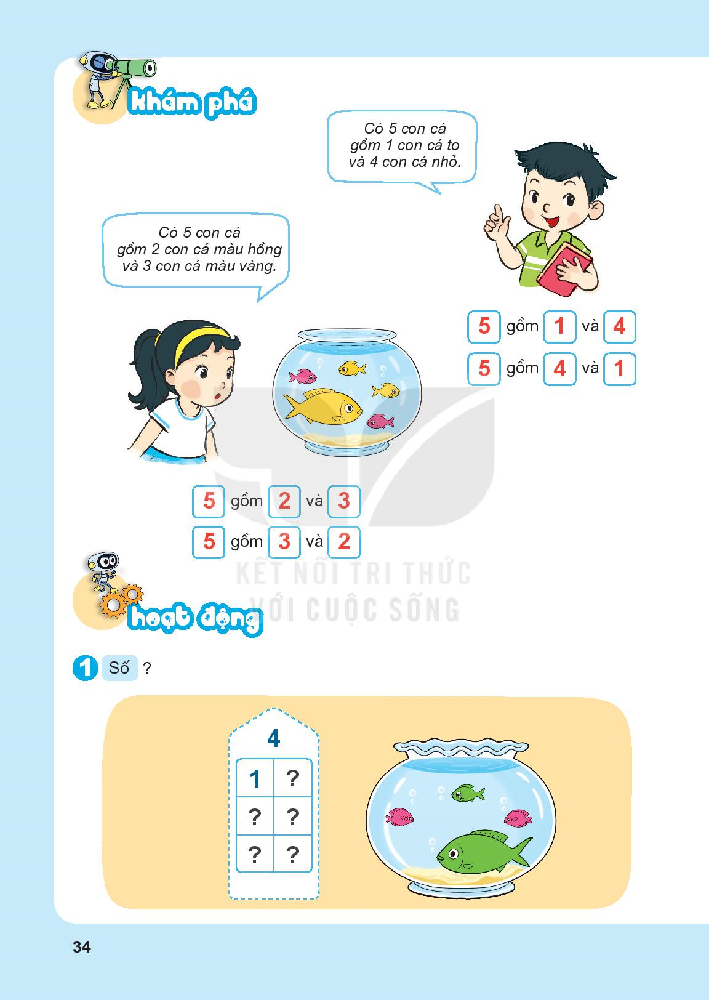 khám phá
Có 5 con cá
gồm 1 con cá to
và 4 con cá nhỏ.
Có 5 con cá
gồm 2 con cá màu hồng
và 3 con cá màu vàng.
5 gồm 1 và 4
5 gồm 4 và 1
5 gồm 2 và 3
5 gồm 3 và 2
KẾT NỐI TRI THỨC
VỚI CUỘC SỐNG
hoạt động
1 Số ?
4
1 ?
? ?
? ?
34